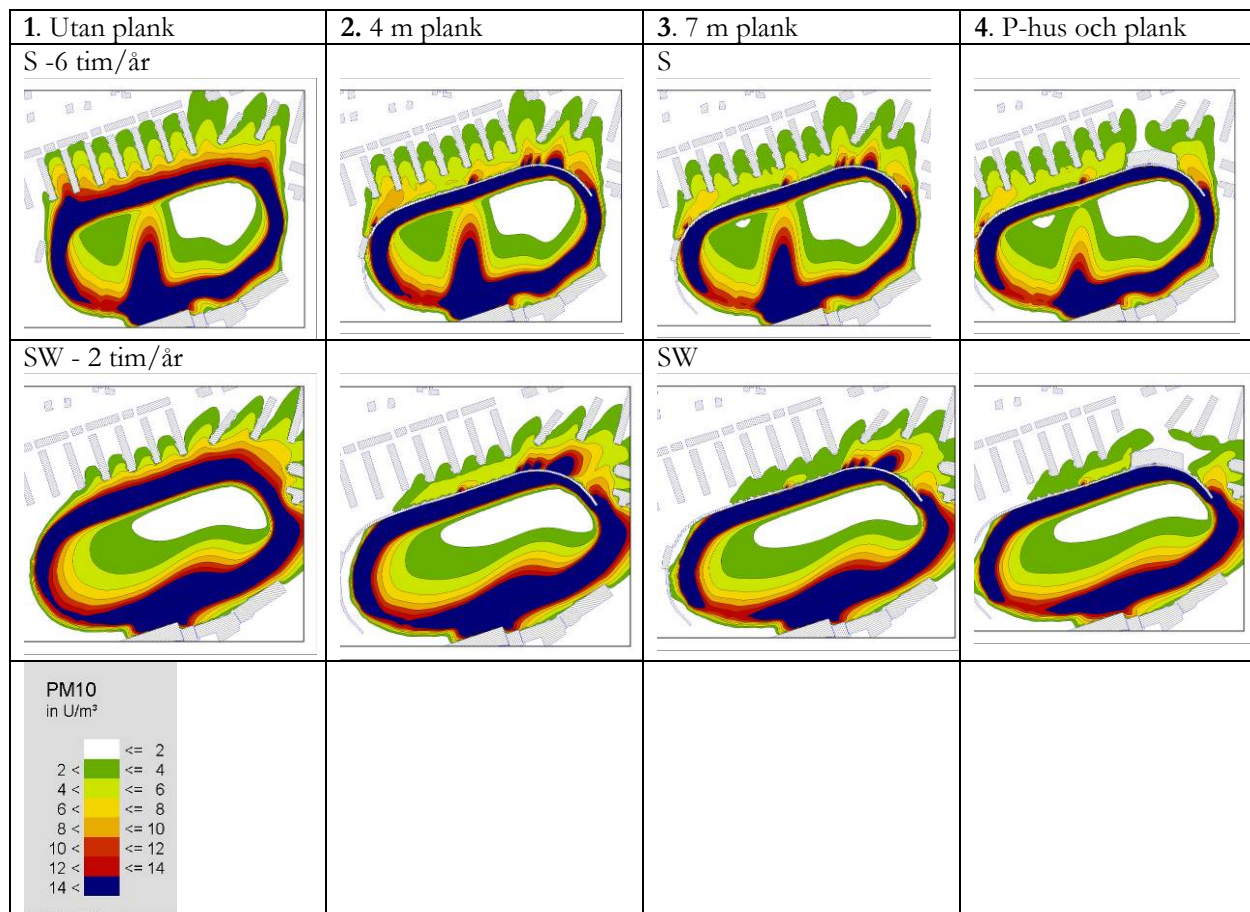 1. Utan plank
2. 4 m plank
3. 7 m plank
4. P-hus och plank
S -6 tim/år
S
SW - 2 tim/år
SW
PM10
in U/m³
<= 2
2 < <= 4
4 < <= 6
6 < <= 8
8 < <= 10
10 < <= 12
12 < <= 14
14 <